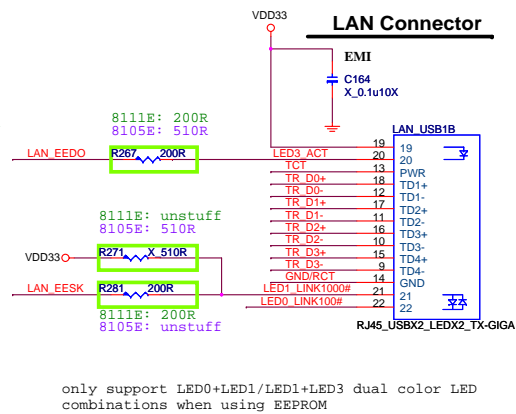 VDD33
LAN Connector
EMI
C164
X_0.1u10X
8111E: 200R
8105E: 510R
LAN_USB1B
LAN_EEDO
R267
200R
LED3_ACT
19
19
20
20
TCT
13
PWR
TR_D0+
18
TD1+
TR_D0-
12
TD1-
TR_D1+
17
TD2+
TR_D1-
11
TD2-
TR_D2+
16
TD3+
TR_D2-
10
TD3-
TR_D3+
15
TD4+
TR_D3-
9
TD4-
GND/RCT
14
GND
8111E: unstuff
8105E: 510R
VDD33
R271
X_510R
LAN_EESK
R281
200R
LED1_LINK1000#
21
21
LED0_LINK100#
22
22
8111E: 200R
8105E: unstuff
RJ45_USBX2_LEDX2_TX-GIGA
only support LED0+LED1/LED1+LED3 dual color LED
combinations when using EEPROM